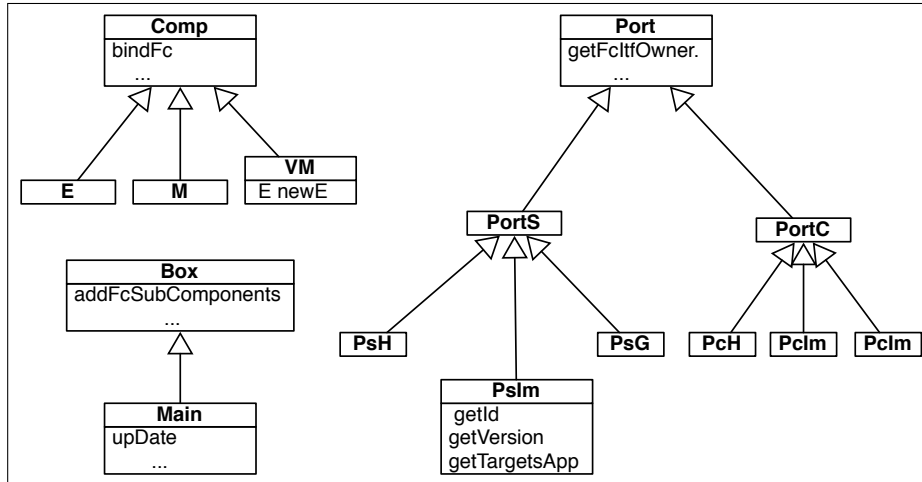 Comp
bindFc
...
E
M
VM
E newE
Box
addFcSubComponents
...
Main
upDate
...
Port
getFcItfOwner.
...
PortS
PortC
PsH
PsG
PcH
PcIm
PcIm
PsIm
getId
getVersion
getTargetsApp